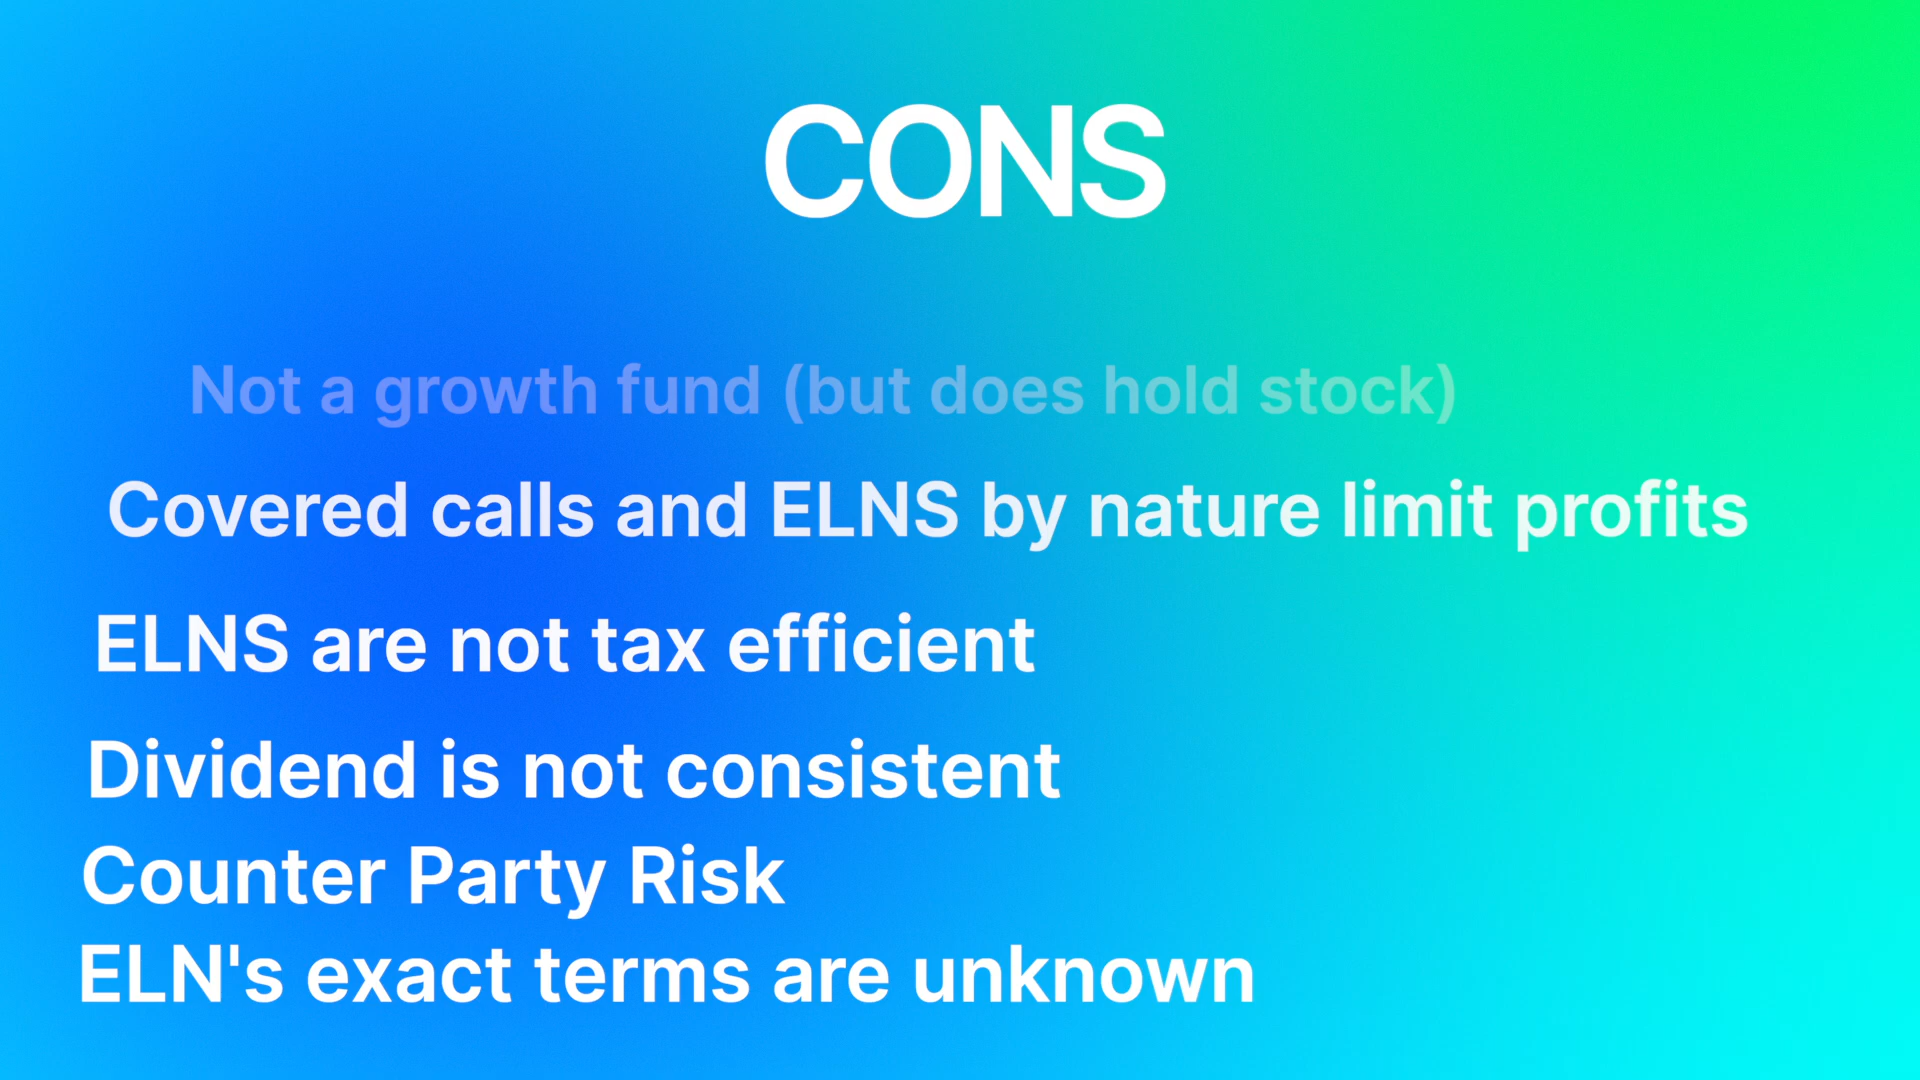 CONS
Not a growth fund (but does hold stock)
Covered calls and ELNS by nature limit profits
ELNS are not tax efficient
Dividend is not consistent
Counter Party Risk
ELN's exact terms are unknown